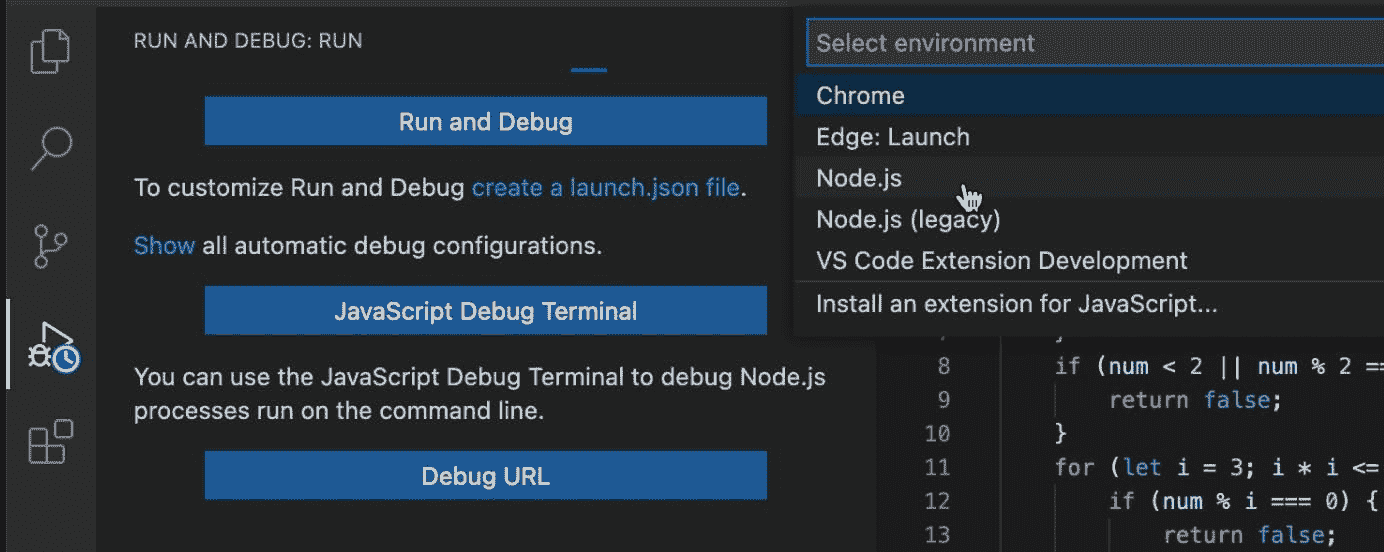 RUN AND DEBUG: RUN
Run and Debug
To customize Run and Debug create a launch.json file.
Show all automatic debug configurations.
JavaScript Debug Terminal
You can use the JavaScript Debug Terminal to debug Node.js
processes run on the command line.
Debug URL
Select environment
Chrome
Edge: Launch
Node.js
Node.js (legacy)
VS Code Extension Development
Install an extension for JavaScript...
8 if (num < 2 || num % 2 ==
9 return false;
10 }
11 for (let i = 3; i * i <=
12 if (num % i === 0) {
13 return false;